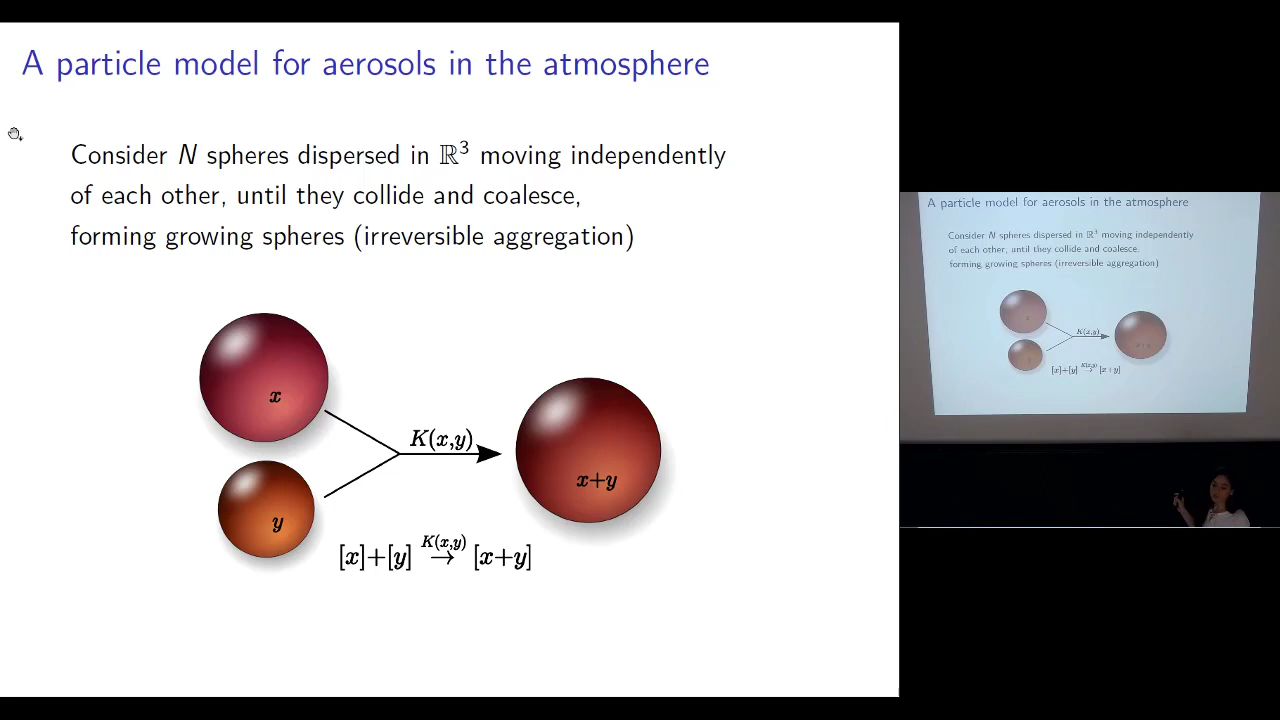 A particle model for aerosols in the atmosphere
Consider N spheres dispersed in ℝ³ moving independently
of each other, until they collide and coalesce,
forming growing spheres (irreversible aggregation)
x
K(x,y)
x+y
y
[x]+[y] K(x,y) → [x+y]
A particle model for aerosols in the atmosphere
Consider N spheres dispersed in ℝ³ moving independently
of each other, until they collide and coalesce,
forming growing spheres (irreversible aggregation)
x
K(x,y)
x+y
[x]+[y] K(x,y) → [x+y]